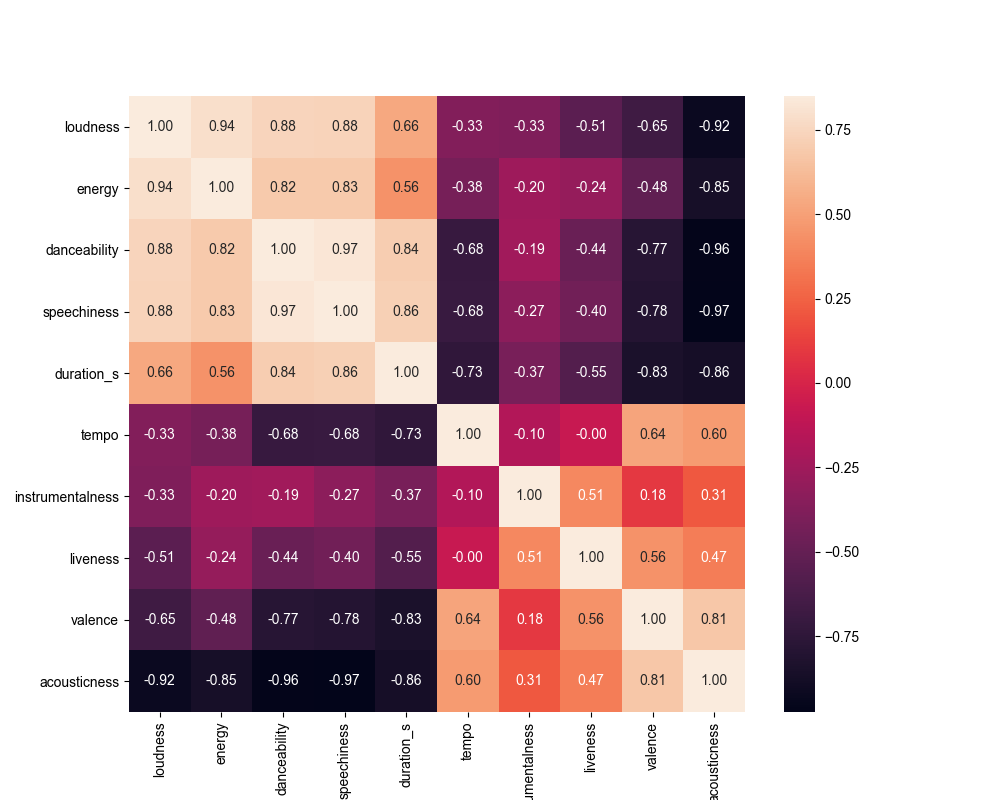 loudness 1.00 0.94 0.88 0.88 0.66 -0.33 -0.33 -0.51 -0.65 -0.92
energy 0.94 1.00 0.82 0.83 0.56 -0.38 -0.20 -0.24 -0.48 -0.85
danceability 0.88 0.82 1.00 0.97 0.84 -0.68 -0.19 -0.44 -0.77 -0.96
speechiness 0.88 0.83 0.97 1.00 0.86 -0.68 -0.27 -0.40 -0.78 -0.97
duration_s 0.66 0.56 0.84 0.86 1.00 -0.73 -0.37 -0.55 -0.83 -0.86
tempo -0.33 -0.38 -0.68 -0.68 -0.73 1.00 -0.10 -0.00 0.64 0.60
instrumentalness -0.33 -0.20 -0.19 -0.27 -0.37 -0.10 1.00 0.51 0.18 0.31
liveness -0.51 -0.24 -0.44 -0.40 -0.55 -0.00 0.51 1.00 0.56 0.47
valence -0.65 -0.48 -0.77 -0.78 -0.83 0.64 0.18 0.56 1.00 0.81
acousticness -0.92 -0.85 -0.96 -0.97 -0.86 0.60 0.31 0.47 0.81 1.00
loudness
energy
danceability
speechiness
duration_s
tempo
umentalness
liveness
valence
acousticness
0.75
0.50
0.25
0.00
-0.25
-0.50
-0.75